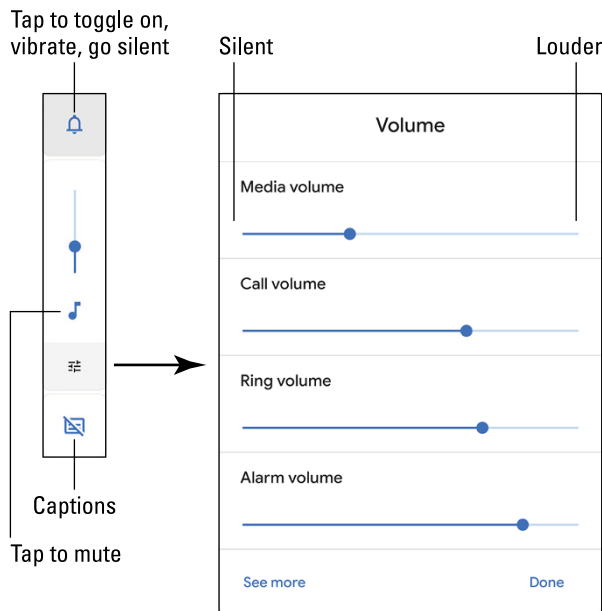 Tap to toggle on,
vibrate, go silent
Silent
Louder
Volume
Media volume
Call volume
Ring volume
Alarm volume
See more
Done
Captions
Tap to mute